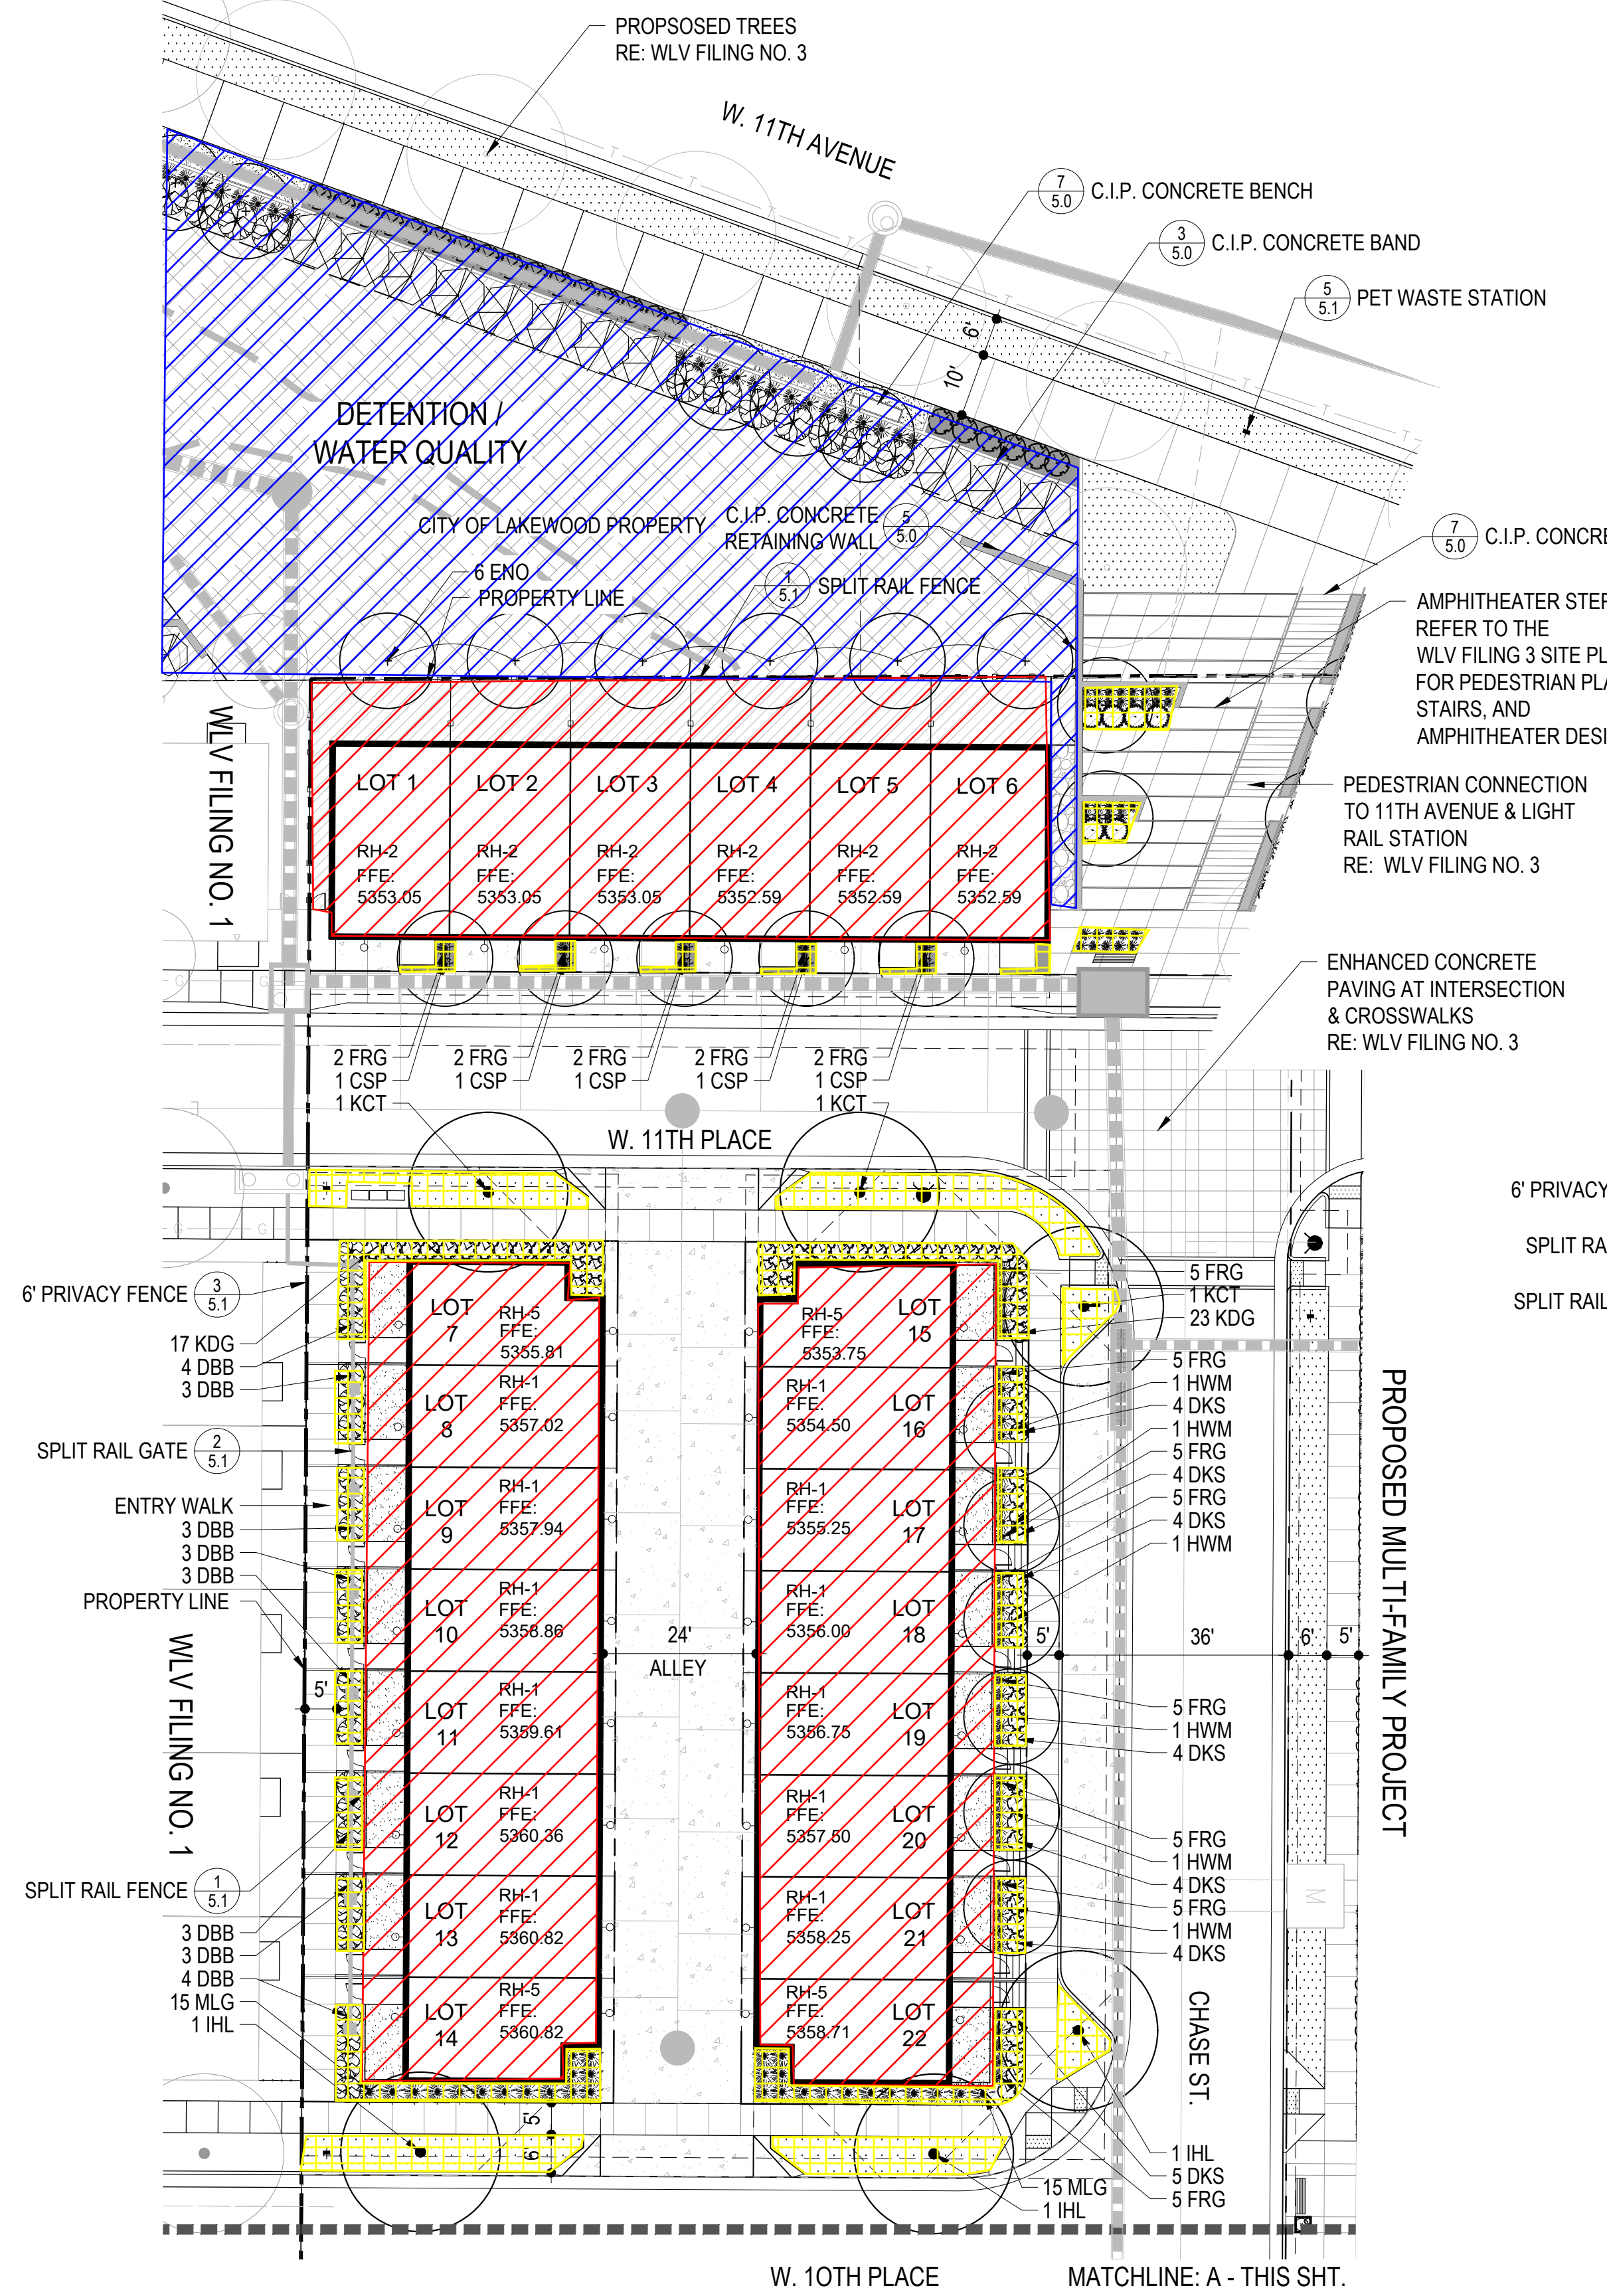 PROPSOSED TREES
RE: WLV FILING NO. 3
W. 11TH AVENUE
7
5.0
C.I.P. CONCRETE BENCH
3
5.0
C.I.P. CONCRETE BAND
5
5.1
PET WASTE STATION
6'
10'
DETENTION /
WATER QUALITY
CITY OF LAKEWOOD PROPERTY
C.I.P. CONCRETE
RETAINING WALL
5
5.0
7
5.0
C.I.P. CONCRE
6 ENO
PROPERTY LINE
1
5.1
SPLIT RAIL FENCE
AMPHITHEATER STEP
REFER TO THE
WLV FILING 3 SITE PL
FOR PEDESTRIAN PLA
STAIRS, AND
AMPHITHEATER DESI
WLV FILING NO. 1
LOT 1
LOT 2
LOT 3
LOT 4
LOT 5
LOT 6
RH-2
FFE:
5353.05
RH-2
FFE:
5353.05
RH-2
FFE:
5353.05
RH-2
FFE:
5352.59
RH-2
FFE:
5352.59
RH-2
FFE:
5352.59
PEDESTRIAN CONNECTION
TO 11TH AVENUE & LIGHT
RAIL STATION
RE: WLV FILING NO. 3
ENHANCED CONCRETE
PAVING AT INTERSECTION
& CROSSWALKS
RE: WLV FILING NO. 3
2 FRG
1 CSP
1 KCT
2 FRG
1 CSP
2 FRG
1 CSP
2 FRG
1 CSP
2 FRG
1 CSP
1 KCT
W. 11TH PLACE
6' PRIVACY
SPLIT RA
SPLIT RAIL
6' PRIVACY FENCE
3
5.1
17 KDG
4 DBB
3 DBB
SPLIT RAIL GATE
2
5.1
ENTRY WALK
3 DBB
3 DBB
3 DBB
PROPERTY LINE
5'
WLV FILING NO. 1
SPLIT RAIL FENCE
1
5.1
3 DBB
3 DBB
4 DBB
15 MLG
1 IHL
LOT
7
RH-5
FFE:
5355.81
LOT
8
RH-1
FFE:
5357.02
LOT
9
RH-1
FFE:
5357.94
LOT
10
RH-1
FFE:
5358.86
LOT
11
RH-1
FFE:
5359.61
LOT
12
RH-1
FFE:
5360.36
LOT
13
RH-1
FFE:
5360.82
LOT
14
RH-5
FFE:
5360.82
24'
ALLEY
RH-5
FFE:
5353.75
LOT
15
RH-1
FFE:
5354.50
LOT
16
RH-1
FFE:
5355.25
LOT
17
RH-1
FFE:
5356.00
LOT
18
RH-1
FFE:
5356.75
LOT
19
RH-1
FFE:
5357.50
LOT
20
RH-1
FFE:
5358.25
LOT
21
RH-5
FFE:
5358.71
LOT
22
5 FRG
1 KCT
23 KDG
5 FRG
1 HWM
4 DKS
1 HWM
5 FRG
4 DKS
5 FRG
4 DKS
1 HWM
5'
36'
6'
5'
5 FRG
1 HWM
4 DKS
5 FRG
1 HWM
4 DKS
5 FRG
1 HWM
4 DKS
PROPOSED MULTI-FAMILY PROJECT
M
CHASE ST.
5'
6'
1 IHL
5 DKS
5 FRG
15 MLG
1 IHL
W. 1OTH PLACE
MATCHLINE: A - THIS SHT.